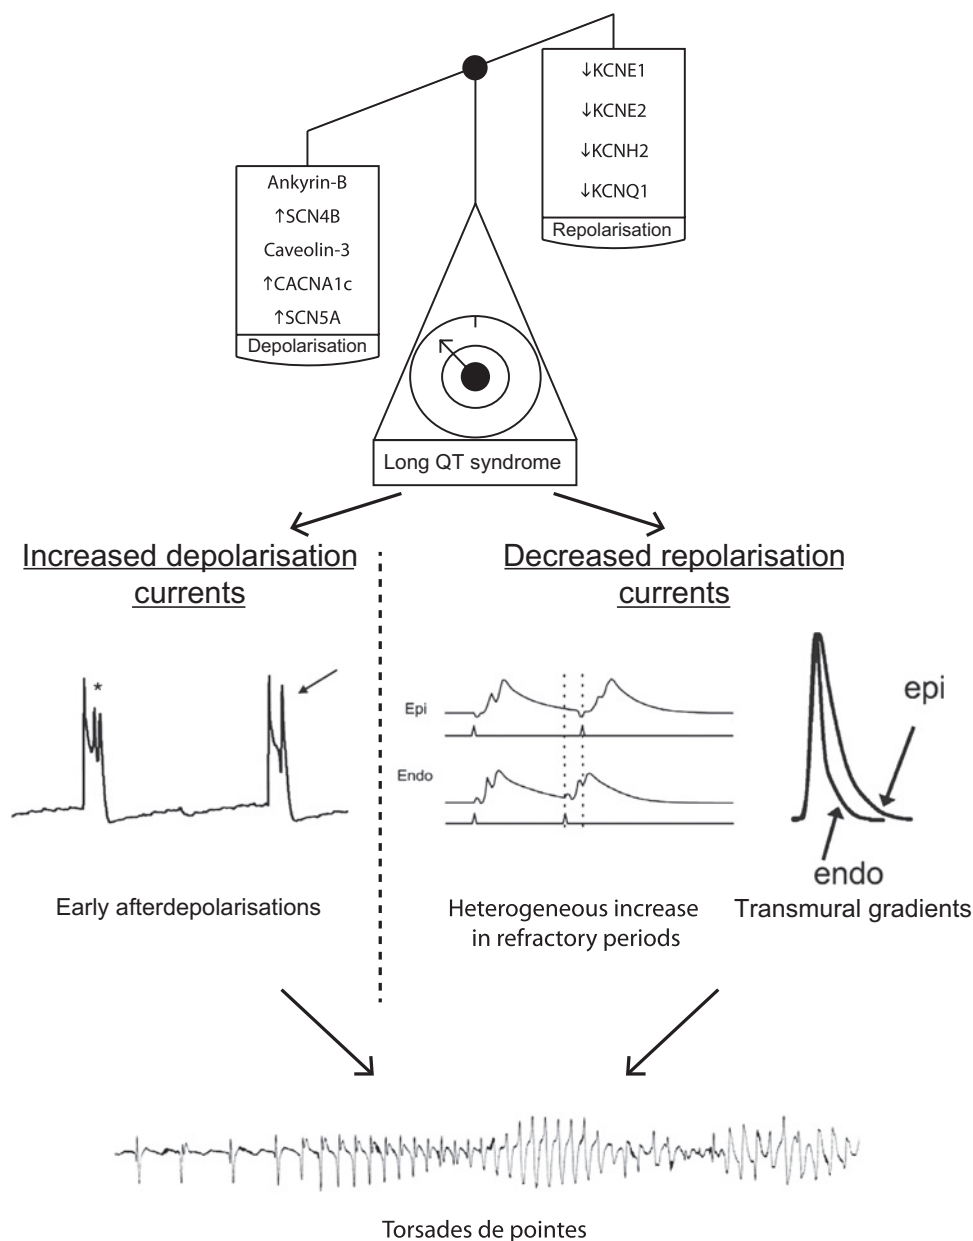 ↓KCNE1
↓KCNE2
↓KCNH2
↓KCNQ1
Repolarisation
Ankyrin-B
↑SCN4B
Caveolin-3
↑CACNA1c
↑SCN5A
Depolarisation
Long QT syndrome
Increased depolarisation
currents
Decreased repolarisation
currents
*
Epi
Endo
epi
endo
Early afterdepolarisations
Heterogeneous increase
in refractory periods
Transmural gradients
Torsades de pointes